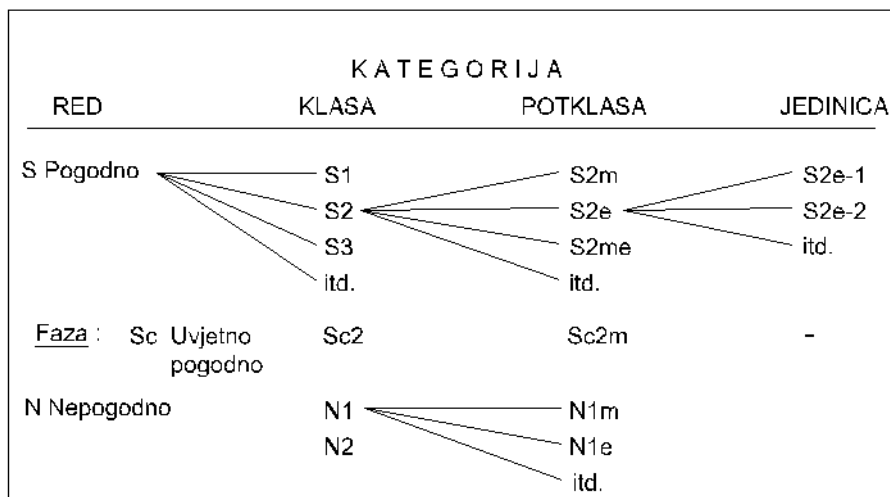 K A T E G O R I J A
RED KLASA POTKLASA JEDINICA
S Pogodno S1 S2m S2e-1
S2 S2e S2e-2
S3 S2me itd.
itd. itd.
Faza : Sc Uvjetno Sc2 Sc2m -
pogodno
N Nepogodno N1 N1m
N2 N1e
itd.